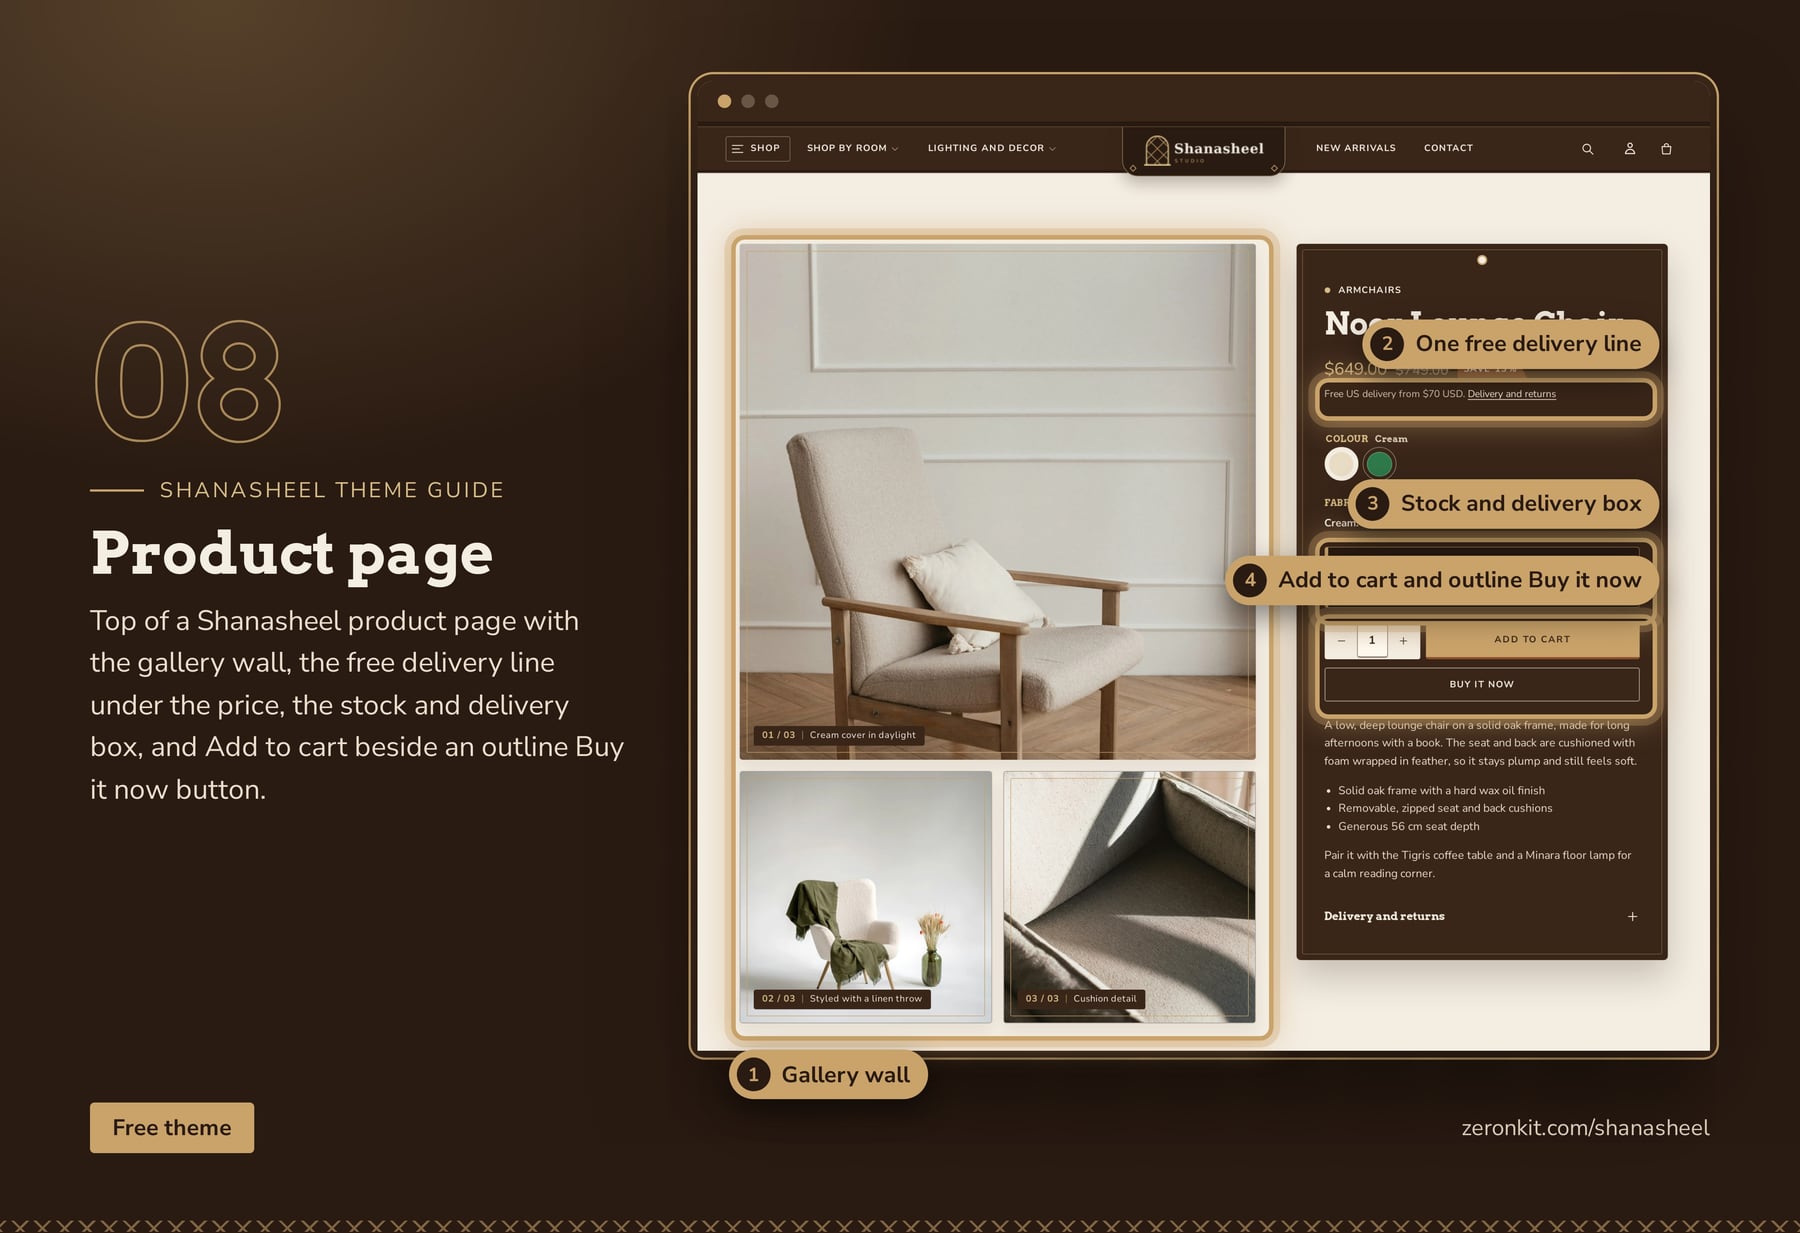 08
SHANASHEEL THEME GUIDE
Product page
Top of a Shanasheel product page with
the gallery wall, the free delivery line
under the price, the stock and delivery
box, and Add to cart beside an outline Buy
it now button.
Free theme
SHOP
SHOP BY ROOM
LIGHTING AND DECOR
Shanasheel
STUDIO
NEW ARRIVALS
CONTACT
01 / 03 | Cream cover in daylight
02 / 03 | Styled with a linen throw
03 / 03 | Cushion detail
1 Gallery wall
ARMCHAIRS
2 One free delivery line
$649.00 $749.00 SAVE 13%
Free US delivery from $70 USD. Delivery and returns
COLOUR Cream
3 Stock and delivery box
Cream
4 Add to cart and outline Buy it now
− 1 + ADD TO CART
BUY IT NOW
A low, deep lounge chair on a solid oak frame, made for long
afternoons with a book. The seat and back are cushioned with
foam wrapped in feather, so it stays plump and still feels soft.
• Solid oak frame with a hard wax oil finish
• Removable, zipped seat and back cushions
• Generous 56 cm seat depth
Pair it with the Tigris coffee table and a Minara floor lamp for
a calm reading corner.
Delivery and returns +
zeronkit.com/shanasheel